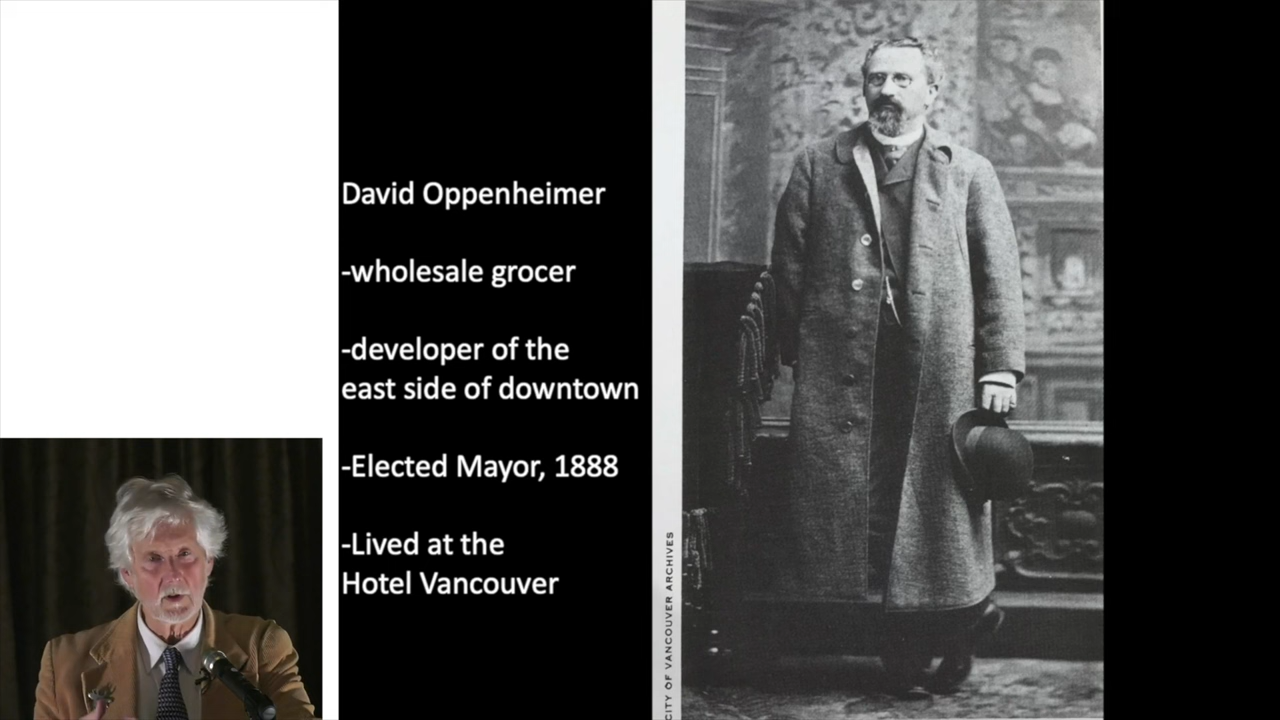 David Oppenheimer
-wholesale grocer
-developer of the
east side of downtown
-Elected Mayor, 1888
-Lived at the
Hotel Vancouver
CITY OF VANCOUVER ARCHIVES